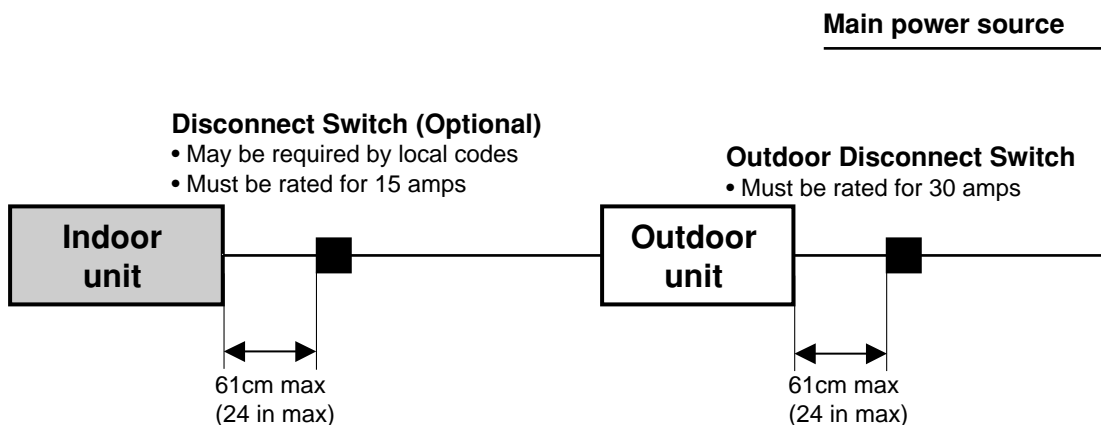 Main power source
Disconnect Switch (Optional)
• May be required by local codes
• Must be rated for 15 amps
Outdoor Disconnect Switch
• Must be rated for 30 amps
Indoor
unit
Outdoor
unit
61cm max
(24 in max)
61cm max
(24 in max)